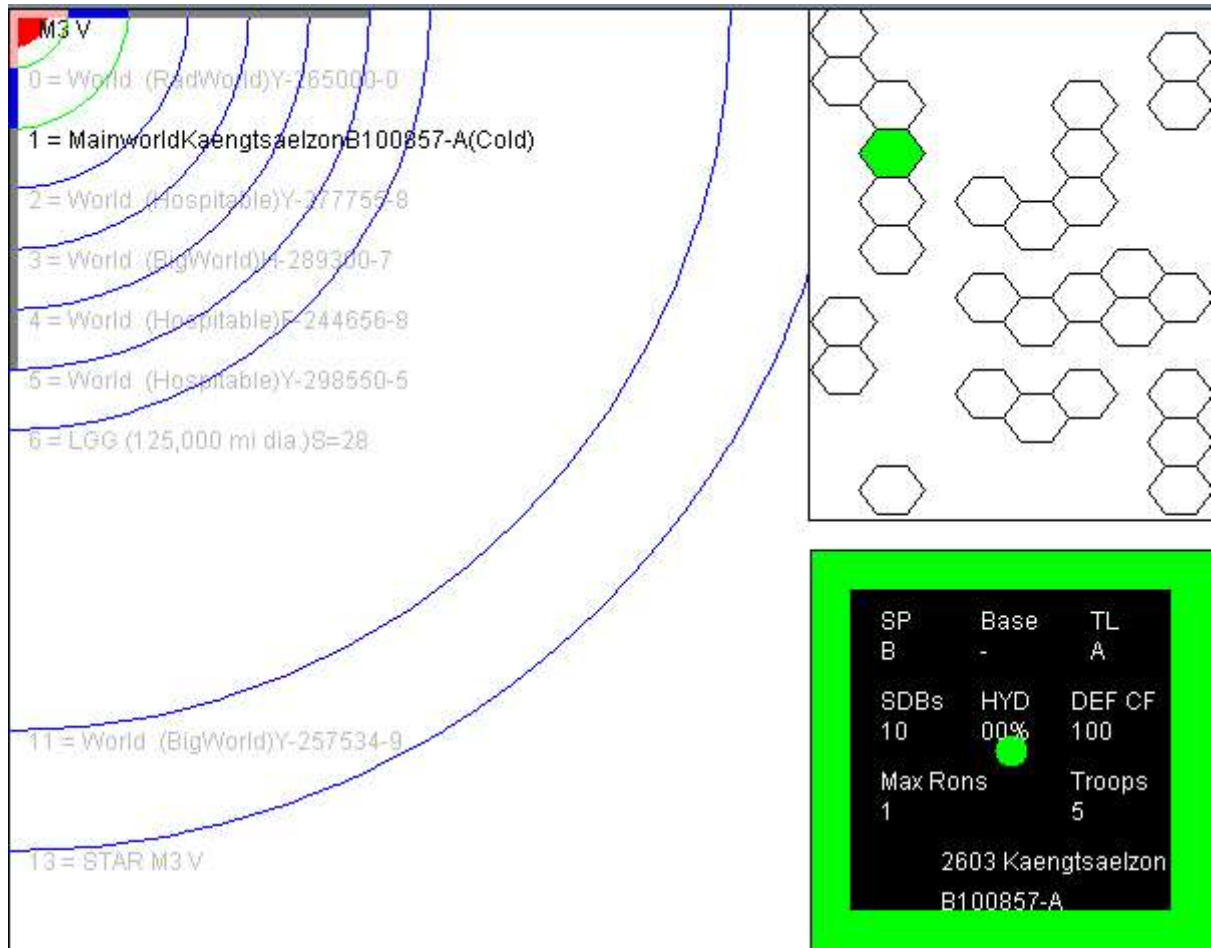 M3 V
0 = World (RadWorld)Y-265000-0
1 = MainworldKaengtsaelzonB100857-A(Cold)
2 = World (Hospitable)Y-277755-8
3 = World (BigWorld)H-289300-7
4 = World (Hospitable)F-244656-8
5 = World (Hospitable)Y-298550-5
6 = LGG (125,000 mi dia.)S=28
11 = World (BigWorld)Y-257534-9
13 = STAR M3 V
SP Base TL
B - A
SDBs HYD DEF CF
10 00% 100
Max Rons Troops
1 5
2603 Kaengtsaelzon
B100857-A